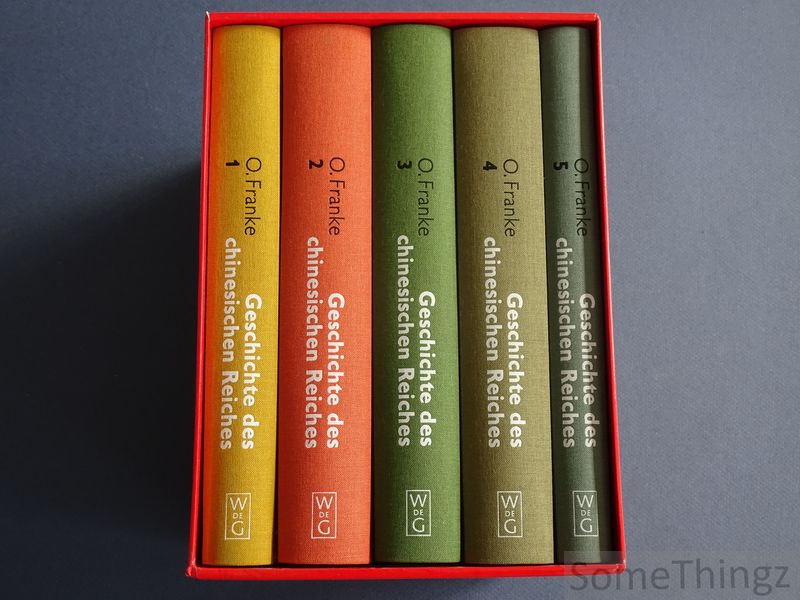 O. Franke
1
Geschichte des
chinesischen Reiches
W
DE
G
O. Franke
2
Geschichte des
chinesischen Reiches
W
DE
G
O. Franke
3
Geschichte des
chinesischen Reiches
W
DE
G
O. Franke
4
Geschichte des
chinesischen Reiches
W
DE
G
O. Franke
5
Geschichte des
chinesischen Reiches
W
DE
G
SomeThingz